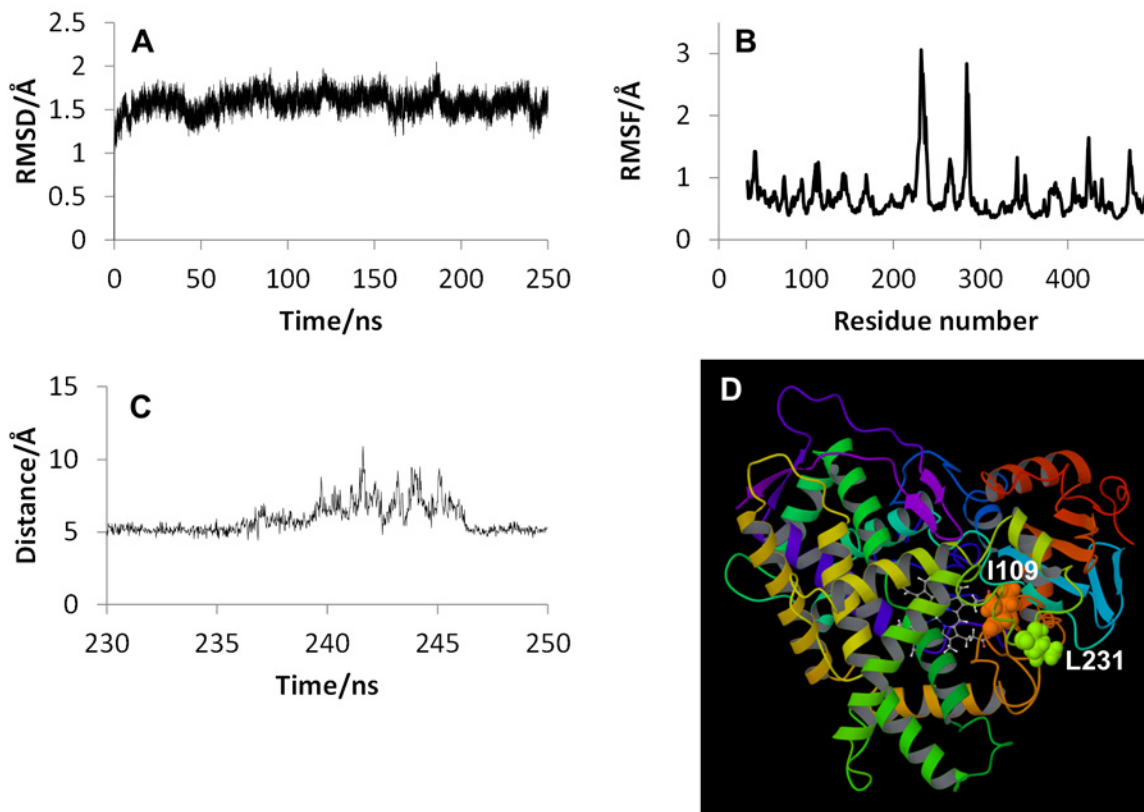 A
RMSD/Å
2.5
2
1.5
1
0.5
0
0 50 100 150 200 250
Time/ns
B
RMSF/Å
3
2
1
0
0 100 200 300 400
Residue number
C
Distance/Å
15
10
5
0
230 235 240 245 250
Time/ns
D
I109
L231